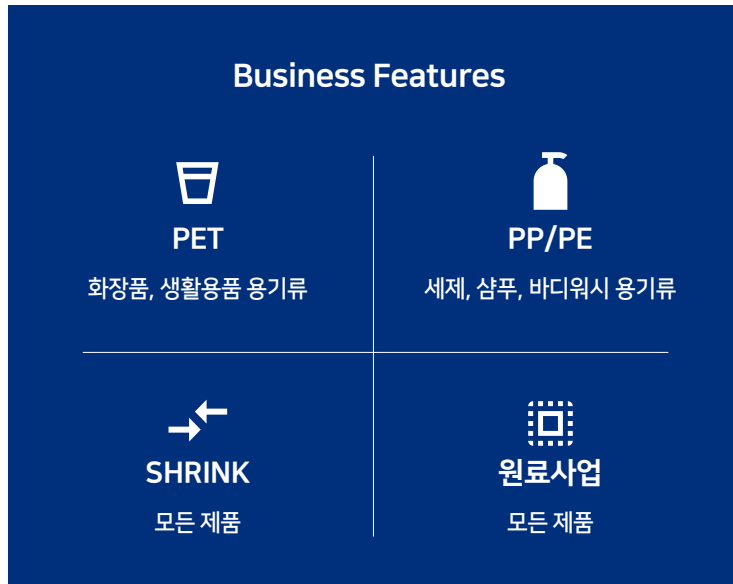 Business Features
PET
화장품, 생활용품 용기류
PP/PE
세제, 샴푸, 바디워시 용기류
SHRINK
모든 제품
원료사업
모든 제품